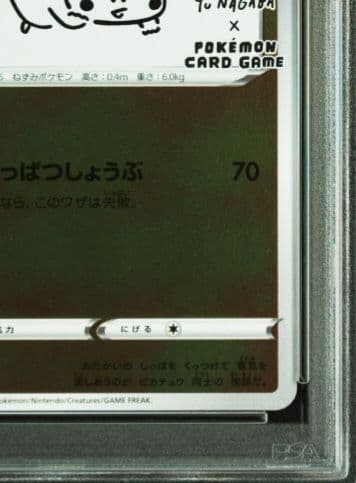 YU NAGABA
×
POKÉMON
CARD GAME
ねずみポケモン 高さ:0.4m 重さ:6.0kg
っぱつしょうぶ 70
なら、このワザは失敗。
にげる
おたがいの しっぽを くっつけて 電気を
流しあうのが ピカチュウ 同士の 挨拶だ。
okémon/Nintendo/Creatures/GAME FREAK.
PSA